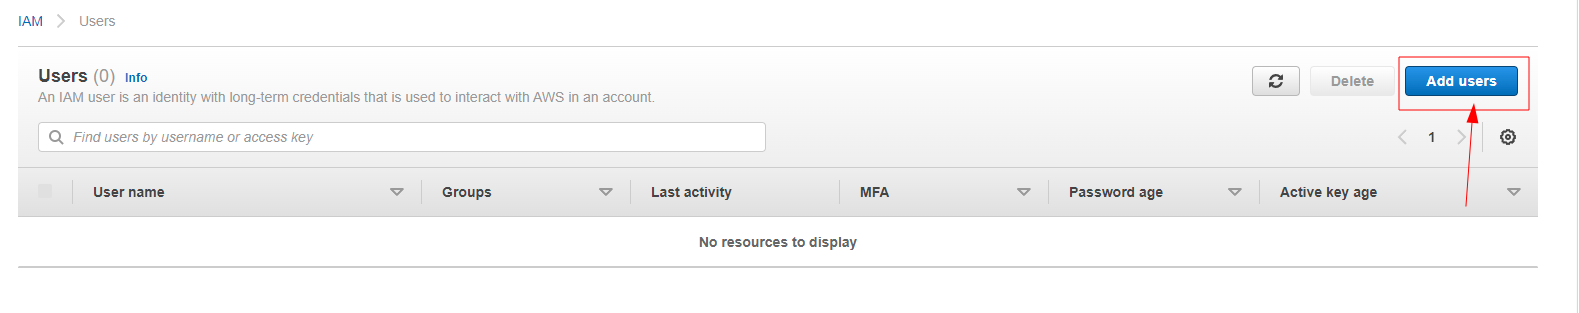 IAM > Users
Users (0) Info
An IAM user is an identity with long-term credentials that is used to interact with AWS in an account.
Delete
Add users
Find users by username or access key
1
User name
Groups
Last activity
MFA
Password age
Active key age
No resources to display